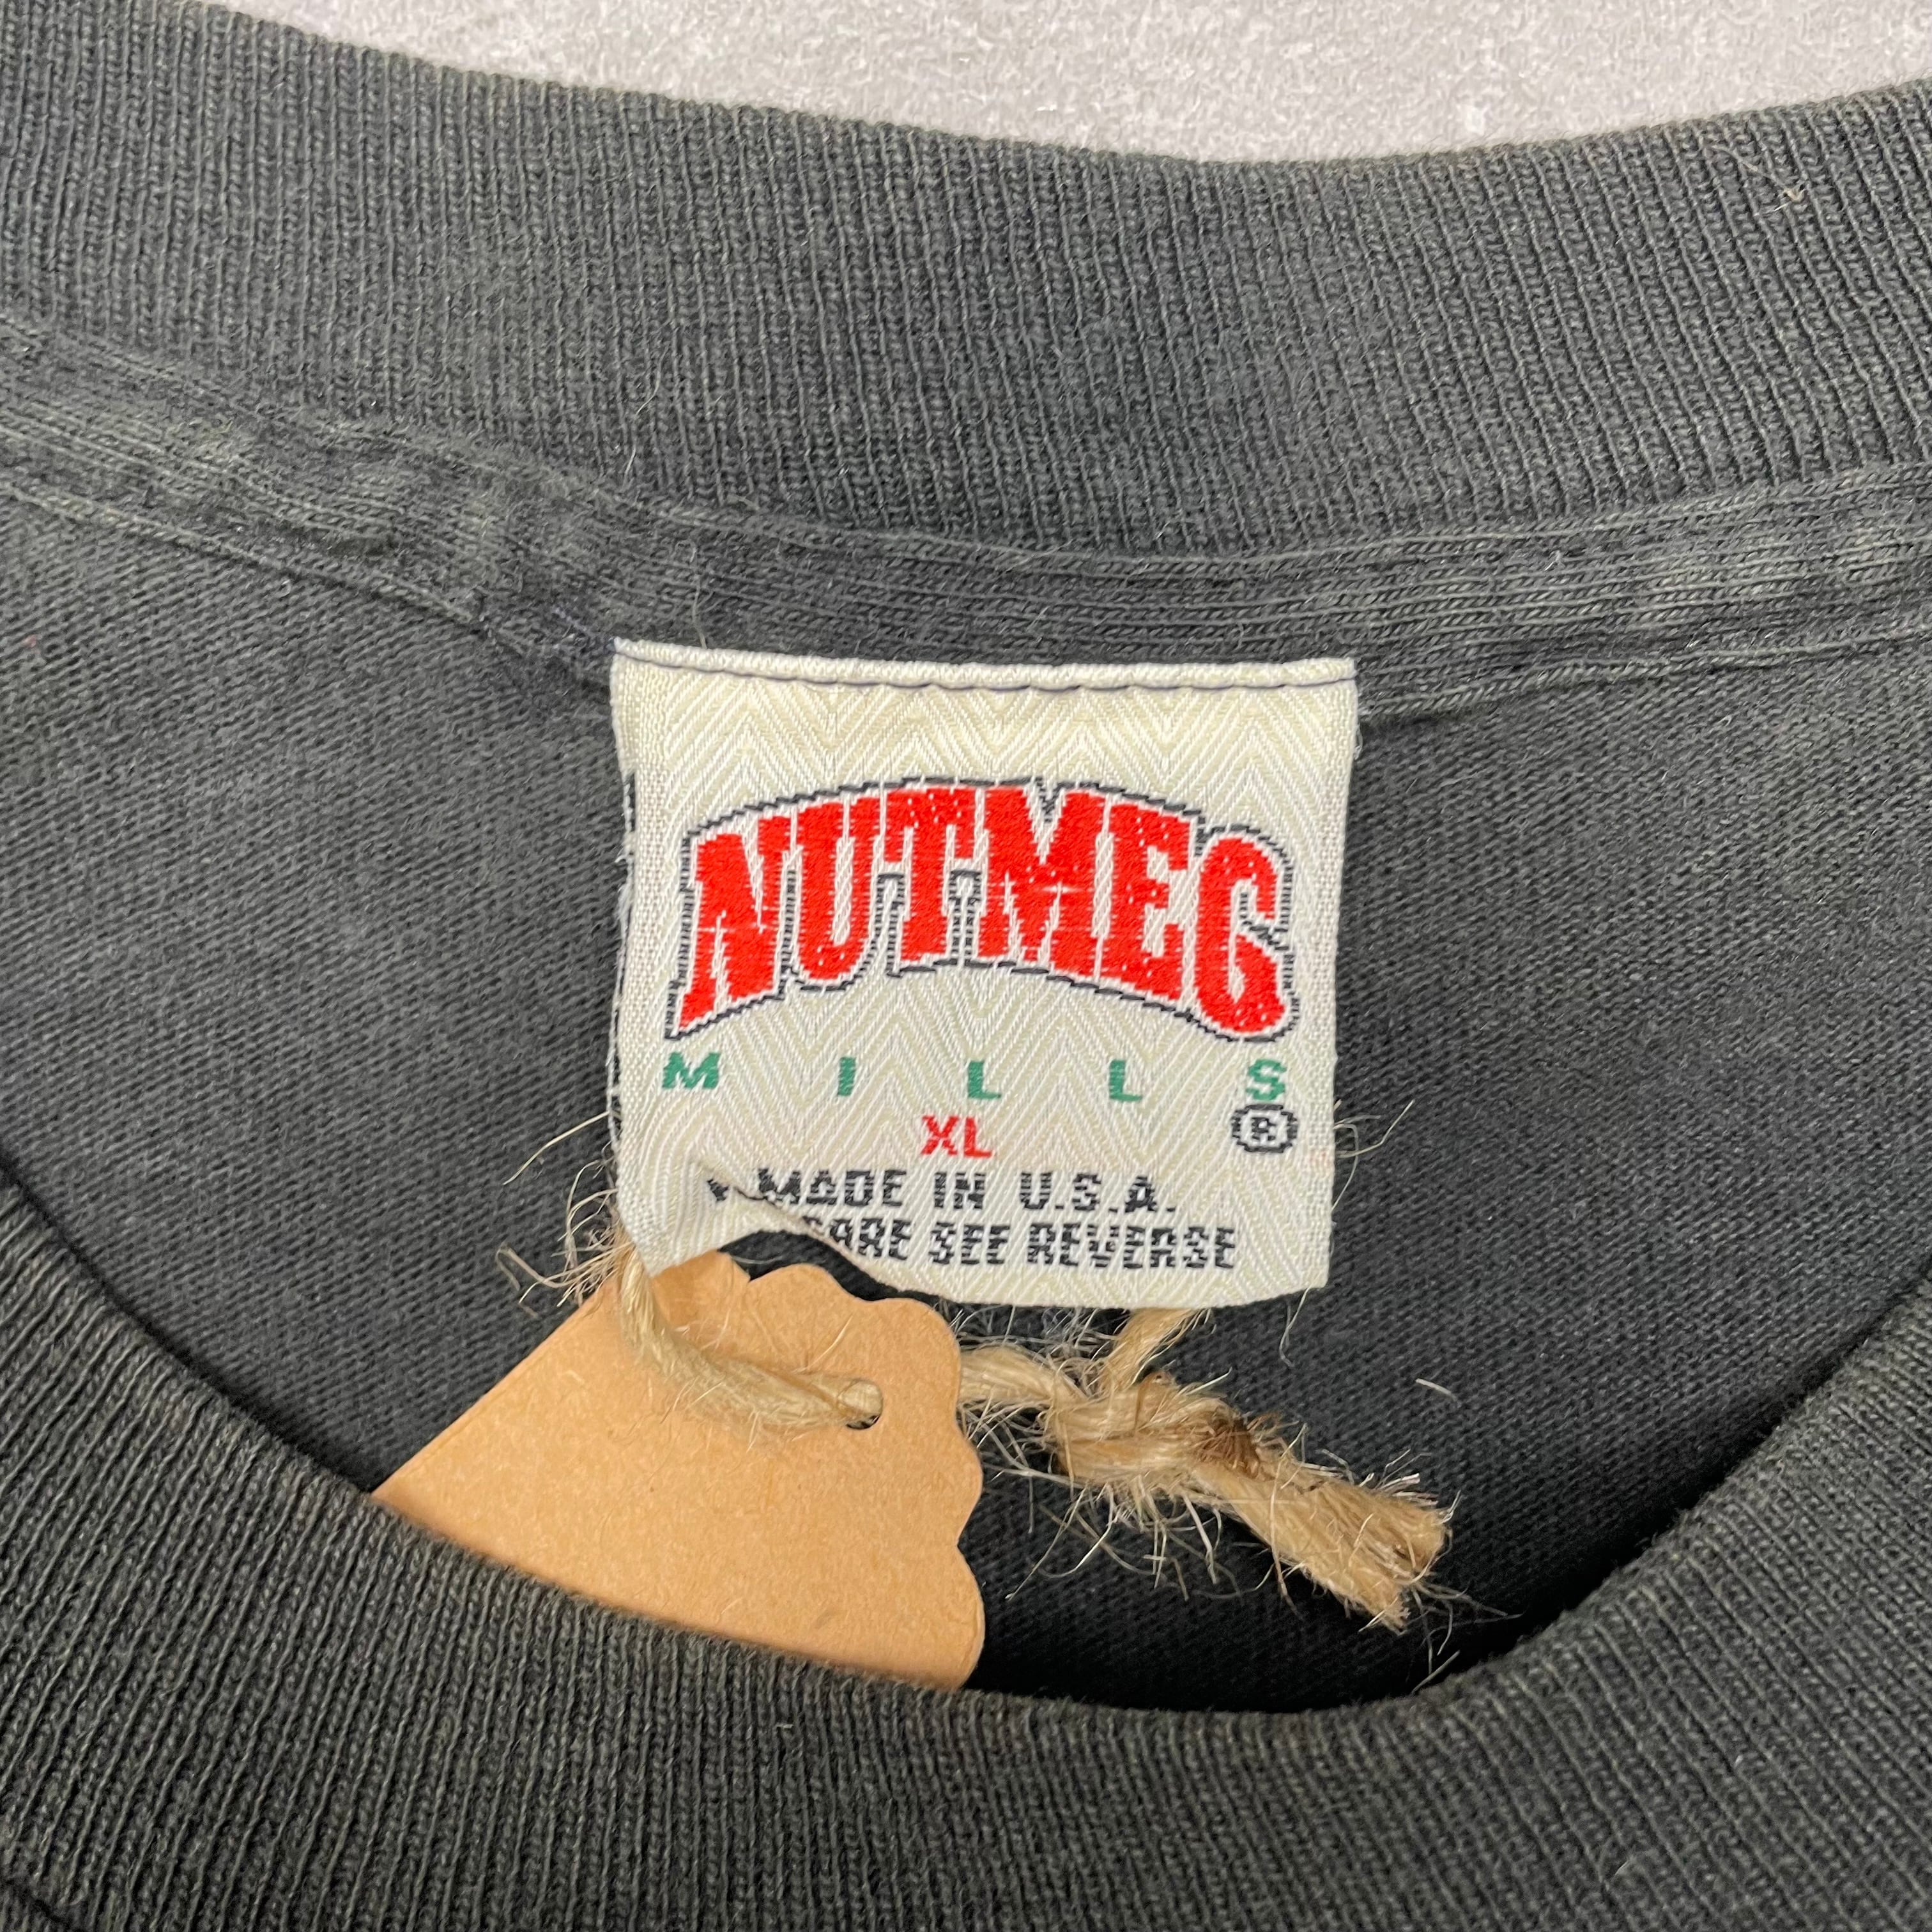 NUTMEG
MILLS
XL ®
MADE IN U.S.A.
CARE SEE REVERSE